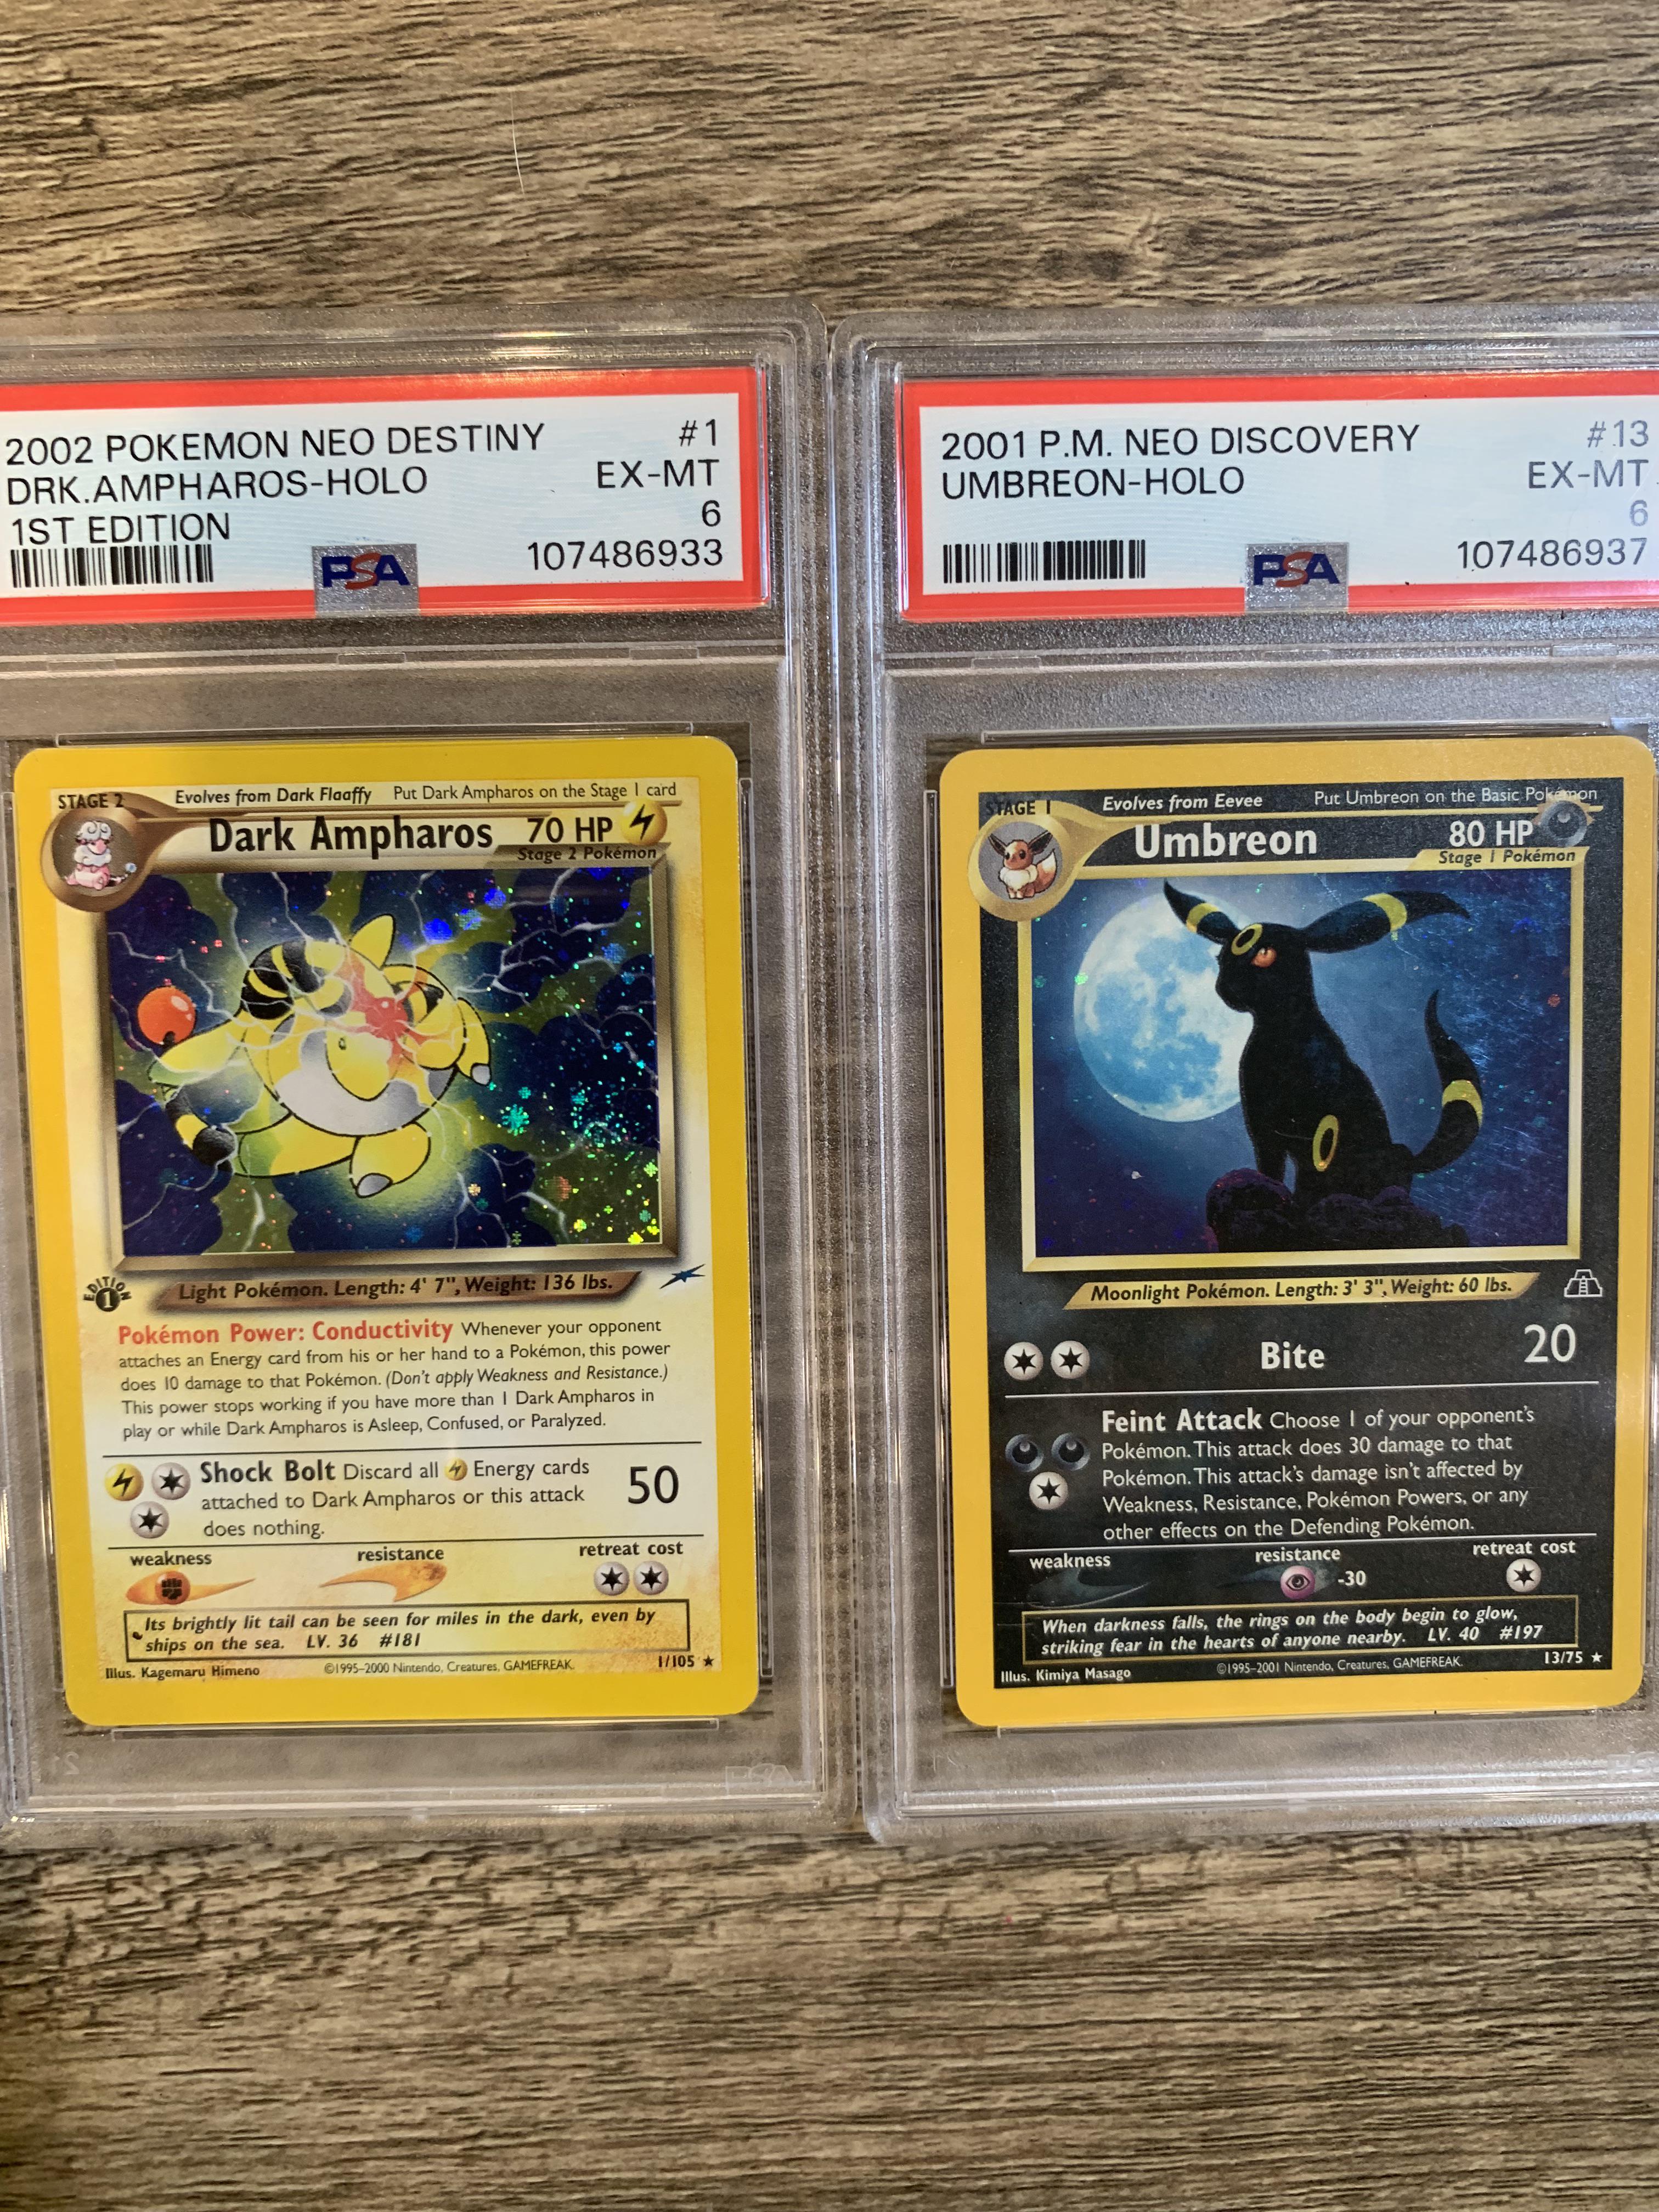 2002 POKEMON NEO DESTINY #1
DRK.AMPHAROS-HOLO EX-MT
1ST EDITION 6
PSA 107486933
STAGE 2 Evolves from Dark Flaaffy Put Dark Ampharos on the Stage 1 card
Dark Ampharos 70 HP
Stage 2 Pokémon
EDITION
1
Light Pokémon. Length: 4' 7", Weight: 136 lbs.
Pokémon Power: Conductivity Whenever your opponent
attaches an Energy card from his or her hand to a Pokémon, this power
does 10 damage to that Pokémon. (Don't apply Weakness and Resistance.)
This power stops working if you have more than 1 Dark Ampharos in
play or while Dark Ampharos is Asleep, Confused, or Paralyzed.
Shock Bolt Discard all Energy cards
attached to Dark Ampharos or this attack
does nothing.
50
weakness resistance retreat cost
Its brightly lit tail can be seen for miles in the dark, even by
ships on the sea. LV. 36 #181
Illus. Kagemaru Himeno ©1995-2000 Nintendo, Creatures, GAMEFREAK. 1/105 ★
2001 P.M. NEO DISCOVERY #13
UMBREON-HOLO EX-MT
6
PSA 107486937
STAGE 1 Evolves from Eevee Put Umbreon on the Basic Pokémon
Umbreon 80 HP
Stage 1 Pokémon
Moonlight Pokémon. Length: 3' 3", Weight: 60 lbs.
Bite 20
Feint Attack Choose 1 of your opponent's
Pokémon. This attack does 30 damage to that
Pokémon. This attack's damage isn't affected by
Weakness, Resistance, Pokémon Powers, or any
other effects on the Defending Pokémon.
weakness resistance retreat cost
-30
When darkness falls, the rings on the body begin to glow,
striking fear in the hearts of anyone nearby. LV. 40 #197
Illus. Kimiya Masago ©1995-2001 Nintendo, Creatures, GAMEFREAK. 13/75 ★